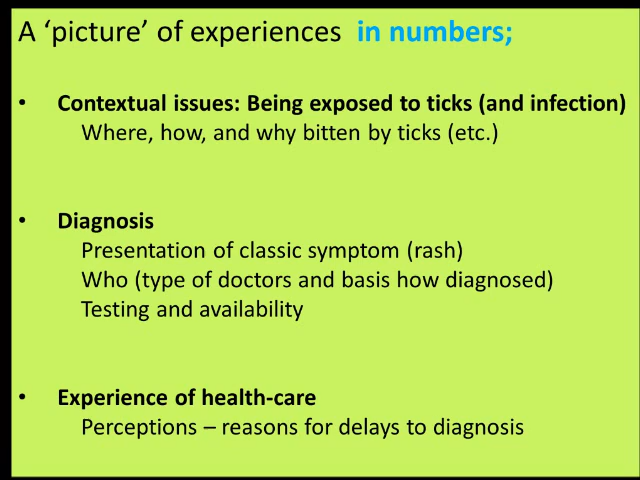 A ‘picture’ of experiences in numbers;
• Contextual issues: Being exposed to ticks (and infection)
Where, how, and why bitten by ticks (etc.)
• Diagnosis
Presentation of classic symptom (rash)
Who (type of doctors and basis how diagnosed)
Testing and availability
• Experience of health-care
Perceptions – reasons for delays to diagnosis